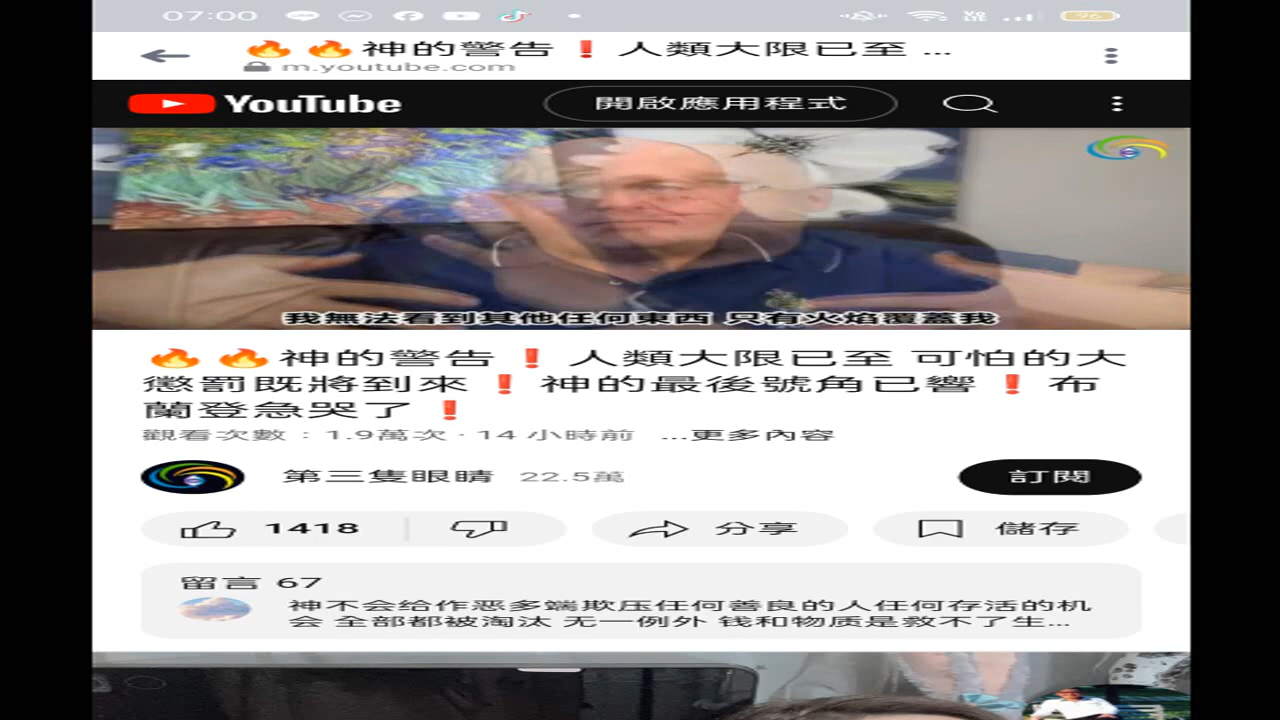 07:00
96
🔥🔥神的警告❗人類大限已至 ...
m.youtube.com
YouTube
開啟應用程式
我無法看到其他任何東西 只有火焰覆蓋我
🔥🔥神的警告❗人類大限已至 可怕的大
懲罰既將到來❗神的最後號角已響❗布
蘭登急哭了❗
觀看次數：1.9萬次 · 14 小時前 ...更多內容
第三隻眼睛 22.5萬
訂閱
1418
分享
儲存
留言 67
神不会给作恶多端欺压任何善良的人任何存活的机
会 全部都被淘汰 无一例外 钱和物质是救不了生...